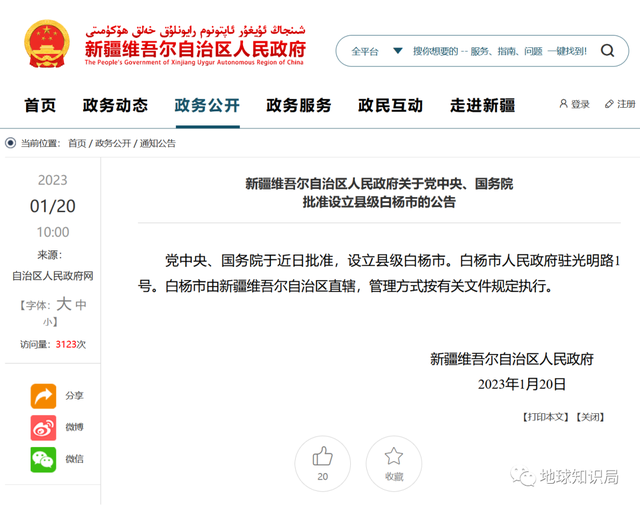 شىنجاڭ ئۇيغۇر ئاپتونوم رايونلۇق خەلق ھۆكۈمىتى
新疆维吾尔自治区人民政府
The People's Government of Xinjiang Uygur Autonomous Region of China
全平台 搜你想要的 -- 服务、指南、问题 一键找到!
首页 政务动态 政务公开 政务服务 政民互动 走进新疆 登录 注册
当前位置: 首页 / 政务公开 / 通知公告
2023
01/20
10:00
来源:
自治区人民政府网
【字体: 大 中
小】
访问量: 3123次
分享
微博
微信
新疆维吾尔自治区人民政府关于党中央、国务院
批准设立县级白杨市的公告
党中央、国务院于近日批准，设立县级白杨市。白杨市人民政府驻光明路1
号。白杨市由新疆维吾尔自治区直辖，管理方式按有关文件规定执行。
新疆维吾尔自治区人民政府
2023年1月20日
【打印本文】【关闭】
20
收藏
地球知识局